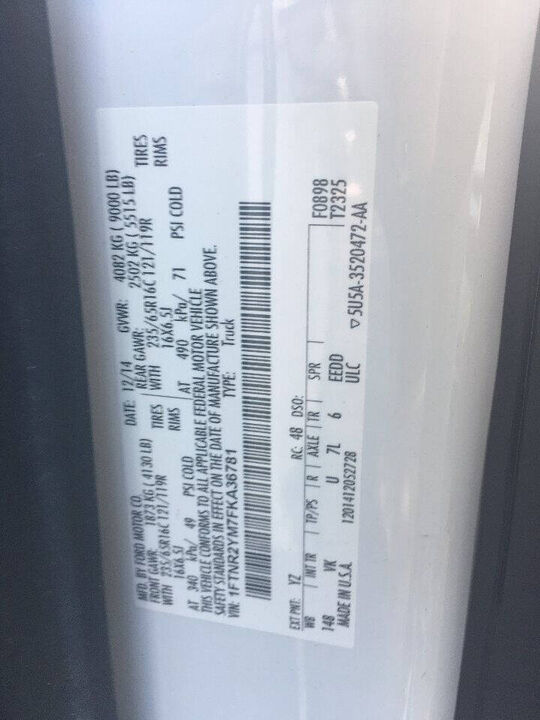 MFD. BY FORD MOTOR CO.
DATE: 12/14 GVWR: 4082 KG ( 9000 LB)
FRONT GAWR: 1873 KG ( 4130 LB) REAR GAWR: 2502 KG ( 5515 LB)
WITH 235/65R16C 121/119R TIRES WITH 235/65R16C 121/119R TIRES
16X6.5J RIMS 16X6.5J RIMS
AT 340 kPa/ 49 PSI COLD AT 490 kPa/ 71 PSI COLD
THIS VEHICLE CONFORMS TO ALL APPLICABLE FEDERAL MOTOR VEHICLE
SAFETY STANDARDS IN EFFECT ON THE DATE OF MANUFACTURE SHOWN ABOVE.
VIN: 1FTNR2YM7FKA36781 TYPE: Truck
EXT PNT: YZ RC: 48 DSO: F0898
WB INT TR TP/PS R AXLE TR SPR T2325
148 VK U 7L 6 EEDD
MADE IN U.S.A. 1201412052728 ULC ▽5U5A-3520472-AA